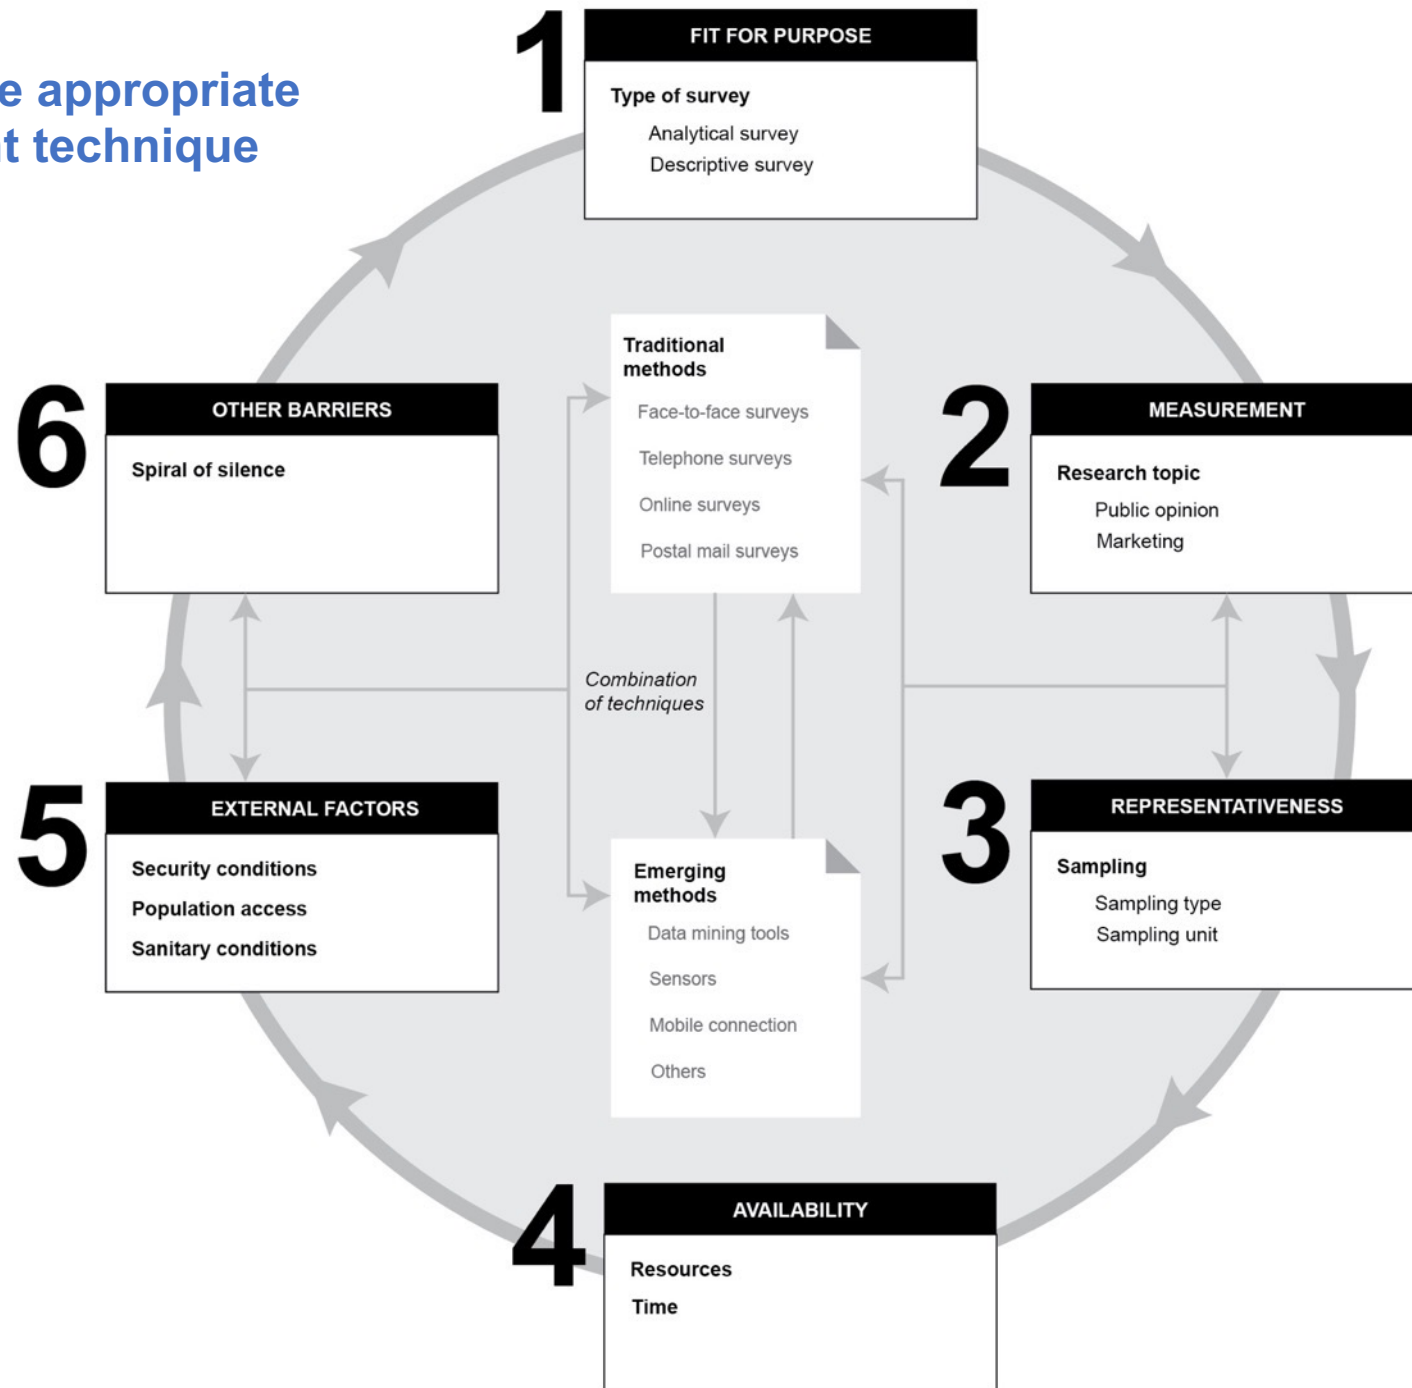 e appropriate
t technique
1
FIT FOR PURPOSE
Type of survey
Analytical survey
Descriptive survey
6
OTHER BARRIERS
Spiral of silence
Traditional
methods
Face-to-face surveys
Telephone surveys
Online surveys
Postal mail surveys
2
MEASUREMENT
Research topic
Public opinion
Marketing
Combination
of techniques
5
EXTERNAL FACTORS
Security conditions
Population access
Sanitary conditions
Emerging
methods
Data mining tools
Sensors
Mobile connection
Others
3
REPRESENTATIVENESS
Sampling
Sampling type
Sampling unit
4
AVAILABILITY
Resources
Time